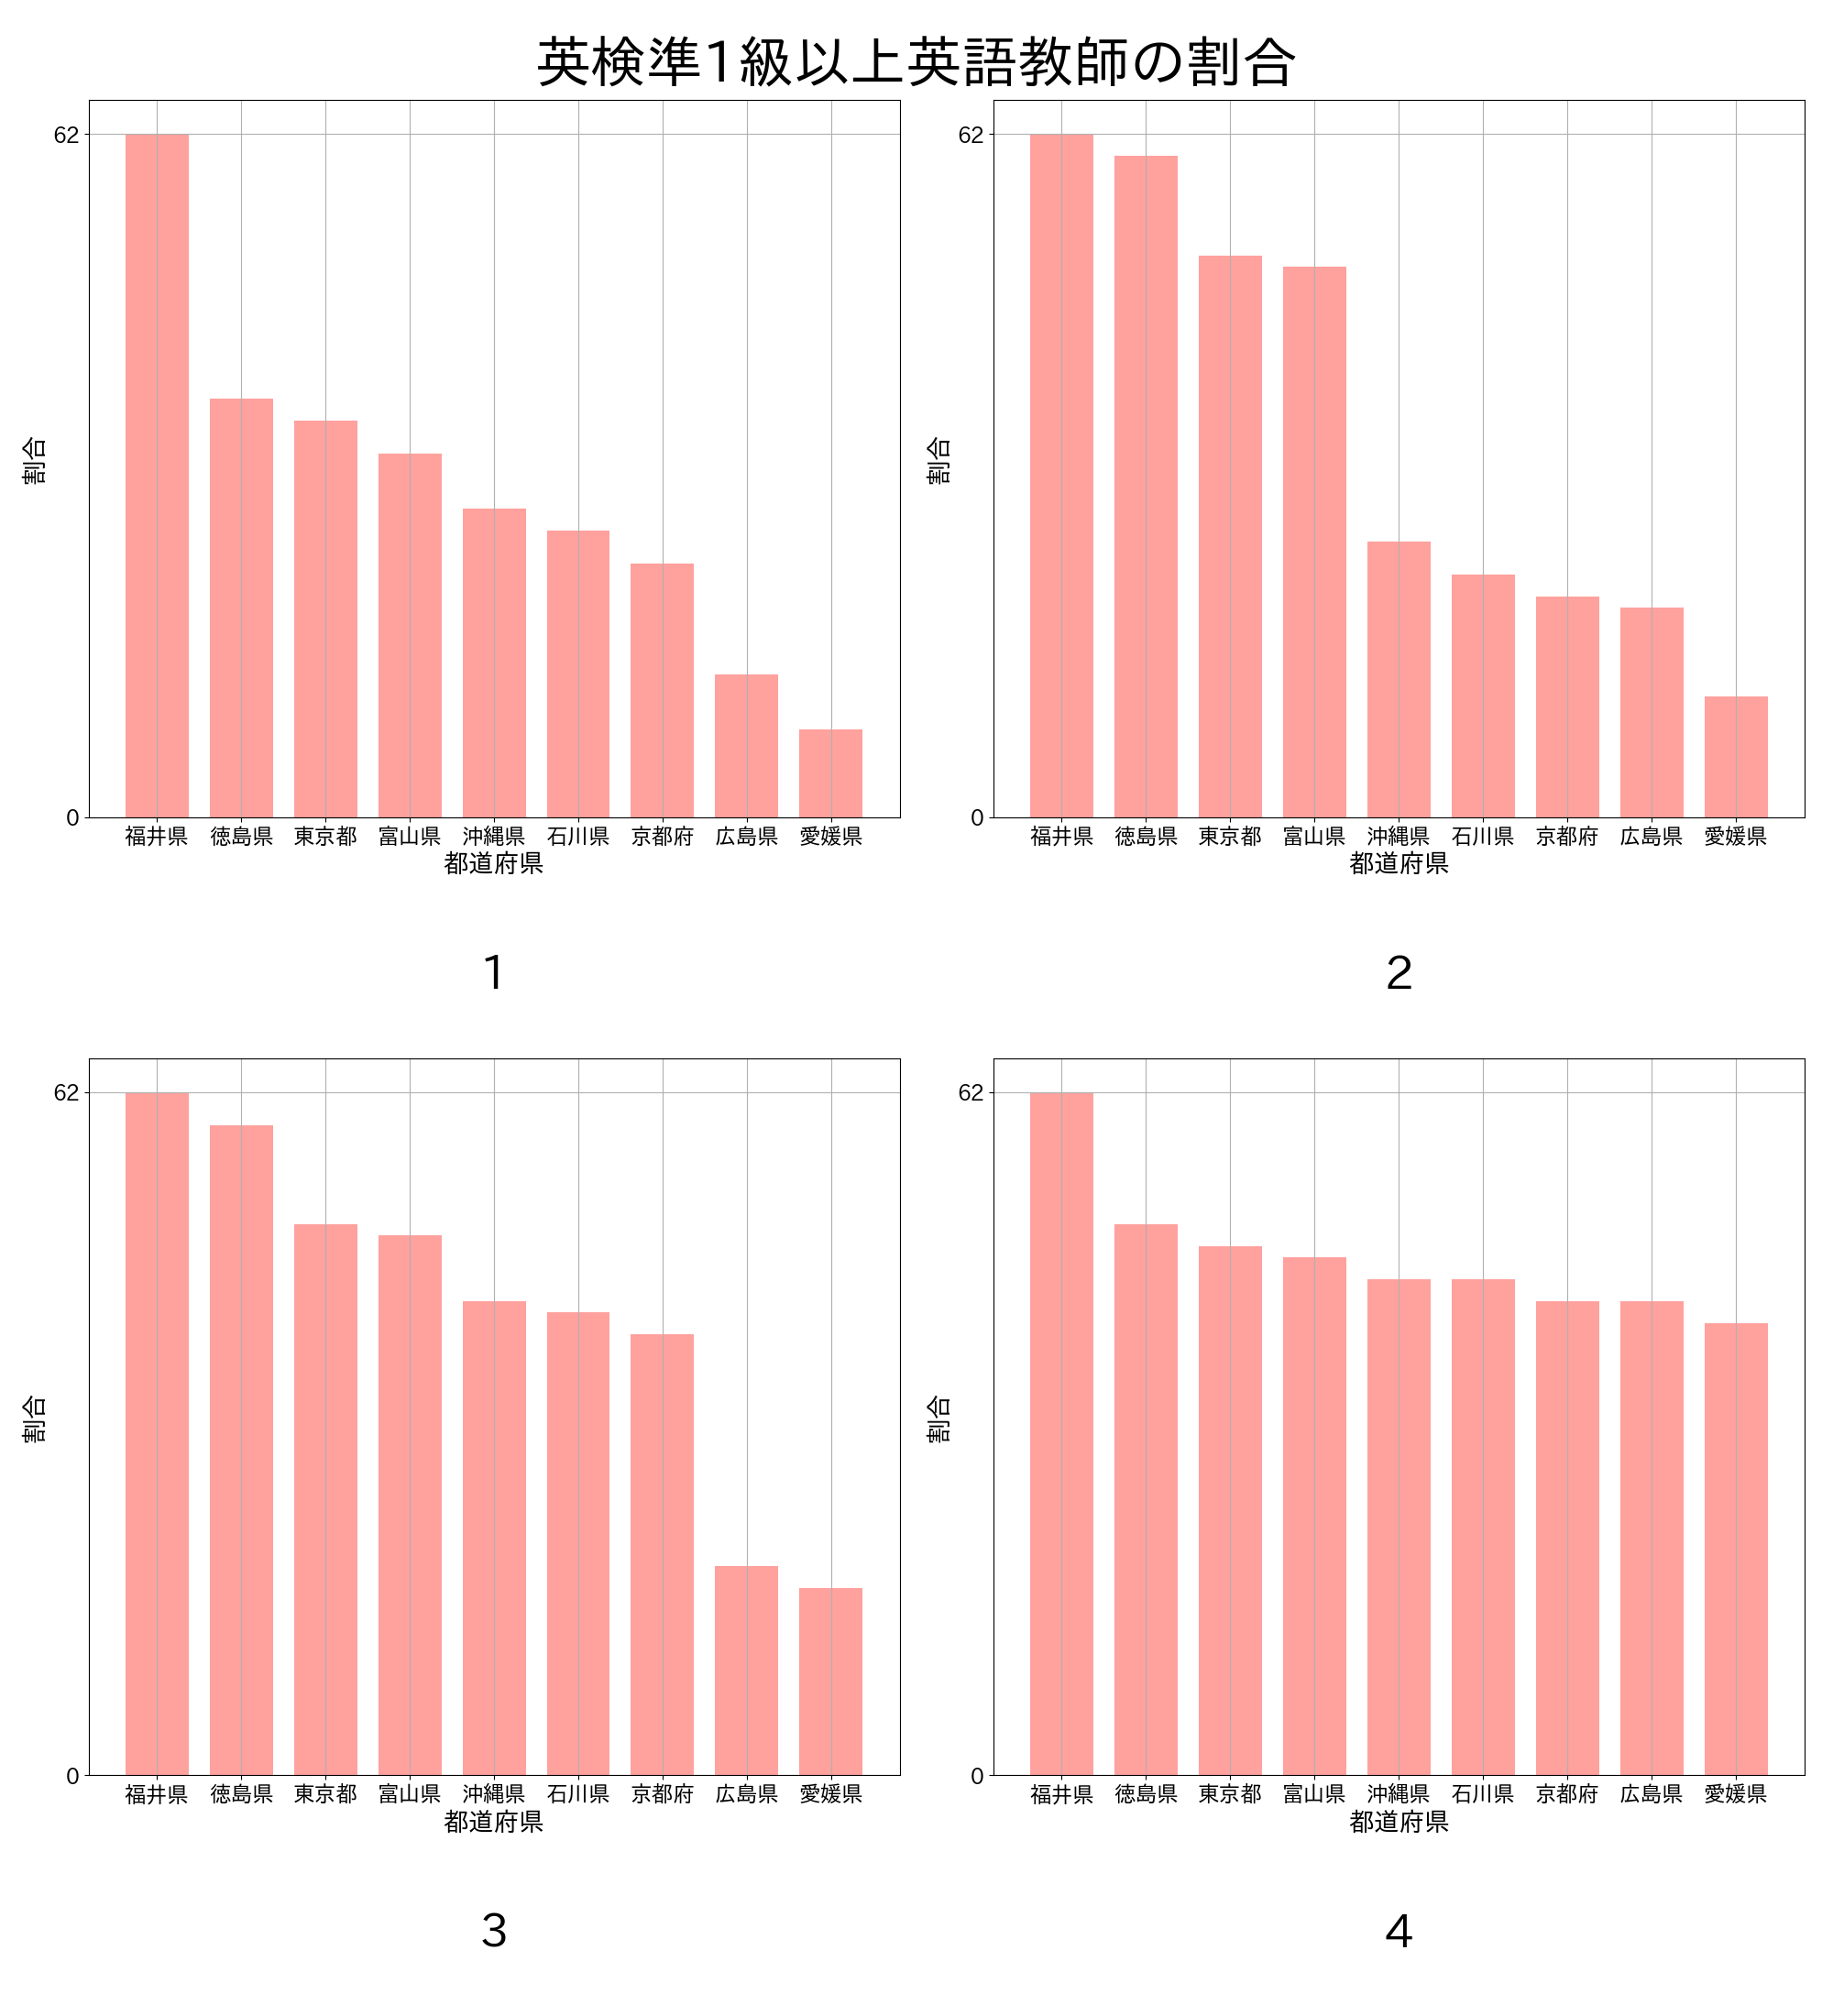 英検準1級以上英語教師の割合
62
0
割合
福井県 徳島県 東京都 富山県 沖縄県 石川県 京都府 広島県 愛媛県
都道府県
1
62
0
割合
福井県 徳島県 東京都 富山県 沖縄県 石川県 京都府 広島県 愛媛県
都道府県
2
62
0
割合
福井県 徳島県 東京都 富山県 沖縄県 石川県 京都府 広島県 愛媛県
都道府県
3
62
0
割合
福井県 徳島県 東京都 富山県 沖縄県 石川県 京都府 広島県 愛媛県
都道府県
4